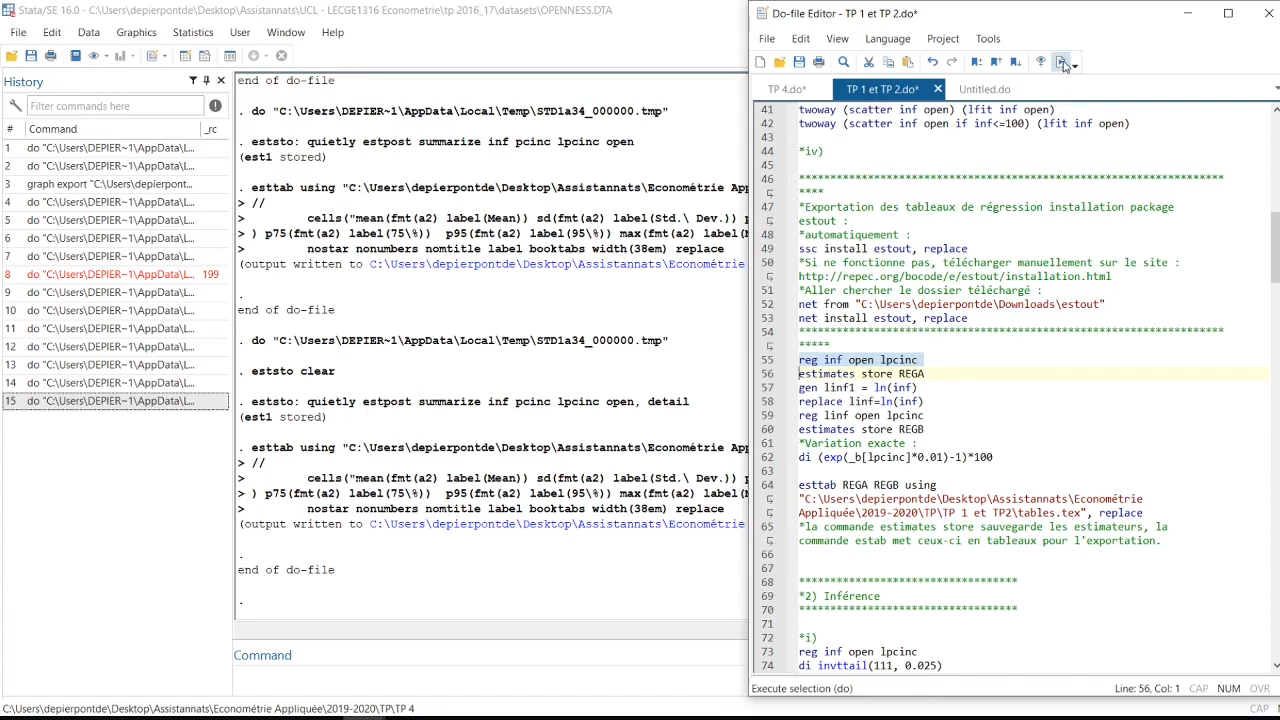 Stata/SE 16.0 - C:\Users\depierpontde\Desktop\Assistannats\UCL - LECGE1316 Econometrie\tp 2016_17\datasets\OPENNESS.DTA
File Edit Data Graphics Statistics User Window Help
History
Filter commands here
# Command _rc
1 do "C:\Users\DEPIER~1\AppData\L...
2 do "C:\Users\DEPIER~1\AppData\L...
3 graph export "C:\Users\depierpont...
4 do "C:\Users\DEPIER~1\AppData\L...
5 do "C:\Users\DEPIER~1\AppData\L...
6 do "C:\Users\DEPIER~1\AppData\L...
7 do "C:\Users\DEPIER~1\AppData\L...
8 do "C:\Users\DEPIER~1\AppData\L... 199
9 do "C:\Users\DEPIER~1\AppData\L...
10 do "C:\Users\DEPIER~1\AppData\L...
11 do "C:\Users\DEPIER~1\AppData\L...
12 do "C:\Users\DEPIER~1\AppData\L...
13 do "C:\Users\DEPIER~1\AppData\L...
14 do "C:\Users\DEPIER~1\AppData\L...
15 do "C:\Users\DEPIER~1\AppData\L...
end of do-file
. do "C:\Users\DEPIER~1\AppData\Local\Temp\STD1a34_000000.tmp"
. eststo: quietly estpost summarize inf pcinc lpcinc open
(est1 stored)
. esttab using "C:\Users\depierpontde\Desktop\Assistannats\Econométrie Ap
> //
> cells("mean(fmt(a2) label(Mean)) sd(fmt(a2) label(Std.\ Dev.)) p
> ) p75(fmt(a2) label(75\%)) p95(fmt(a2) label(95\%)) max(fmt(a2) label(M
> nostar nonumbers nomtitle label booktabs width(38em) replace
(output written to C:\Users\depierpontde\Desktop\Assistannats\Econométrie
.
end of do-file
. do "C:\Users\DEPIER~1\AppData\Local\Temp\STD1a34_000000.tmp"
. eststo clear
. eststo: quietly estpost summarize inf pcinc lpcinc open, detail
(est1 stored)
. esttab using "C:\Users\depierpontde\Desktop\Assistannats\Econométrie Ap
> //
> cells("mean(fmt(a2) label(Mean)) sd(fmt(a2) label(Std.\ Dev.)) p
> ) p75(fmt(a2) label(75\%)) p95(fmt(a2) label(95\%)) max(fmt(a2) label(M
> nostar nonumbers nomtitle label booktabs width(38em) replace
(output written to C:\Users\depierpontde\Desktop\Assistannats\Econométrie
.
end of do-file
.
Command
C:\Users\depierpontde\Desktop\Assistannats\Econométrie Appliquée\2019-2020\TP\TP 4
CAP
Do-file Editor - TP 1 et TP 2.do*
File Edit View Language Project Tools
TP 4.do* TP 1 et TP 2.do* Untitled.do
41 twoway (scatter inf open) (lfit inf open)
42 twoway (scatter inf open if inf<=100) (lfit inf open)
43
44 *iv)
45
46 ********************************************************************
****
47 *Exportation des tableaux de régression installation package
estout :
48 *automatiquement :
49 ssc install estout, replace
50 *Si ne fonctionne pas, télécharger manuellement sur le site :
http://repec.org/bocode/e/estout/installation.html
51 *Aller chercher le dossier téléchargé :
52 net from "C:\Users\depierpontde\Downloads\estout"
53 net install estout, replace
54 ********************************************************************
*****
55 reg inf open lpcinc
56 estimates store REGA
57 gen linf1 = ln(inf)
58 replace linf=ln(inf)
59 reg linf open lpcinc
60 estimates store REGB
61 *Variation exacte :
62 di (exp(_b[lpcinc]*0.01)-1)*100
63
64 esttab REGA REGB using
"C:\Users\depierpontde\Desktop\Assistannats\Econométrie
Appliquée\2019-2020\TP\TP 1 et TP2\tables.tex", replace
65 *la commande estimates store sauvegarde les estimateurs, la
commande estab met ceux-ci en tableaux pour l'exportation.
66
67
68 ***********************************
69 *2) Inférence
70 ***********************************
71
72 *i)
73 reg inf open lpcinc
74 di invttail(111, 0.025)
Execute selection (do) Line: 56, Col: 1 CAP NUM OVR